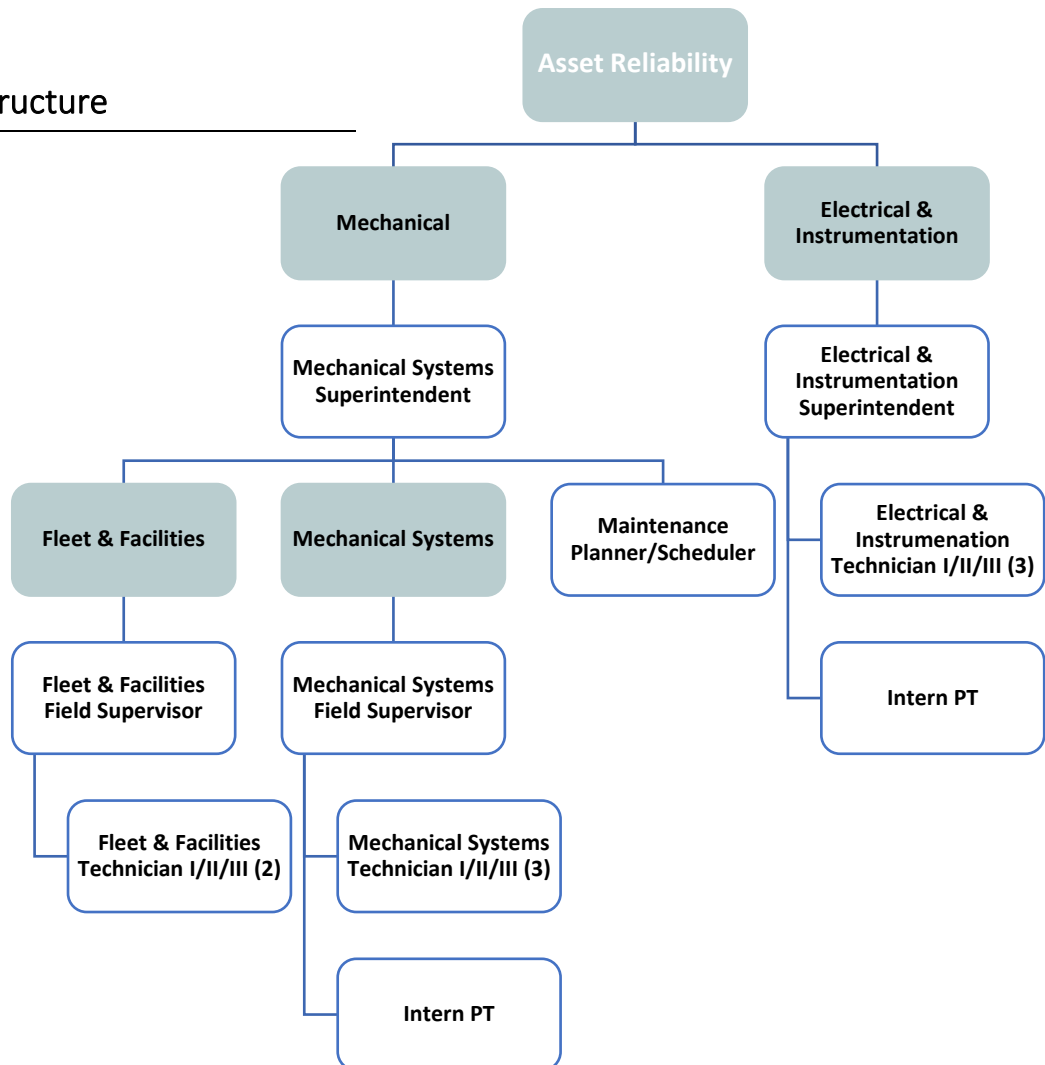 Asset Reliability
ructure
Mechanical
Electrical &
Instrumentation
Mechanical Systems
Superintendent
Electrical &
Instrumentation
Superintendent
Fleet & Facilities
Mechanical Systems
Maintenance
Planner/Scheduler
Electrical &
Instrumenation
Technician I/II/III (3)
Fleet & Facilities
Field Supervisor
Mechanical Systems
Field Supervisor
Intern PT
Fleet & Facilities
Technician I/II/III (2)
Mechanical Systems
Technician I/II/III (3)
Intern PT